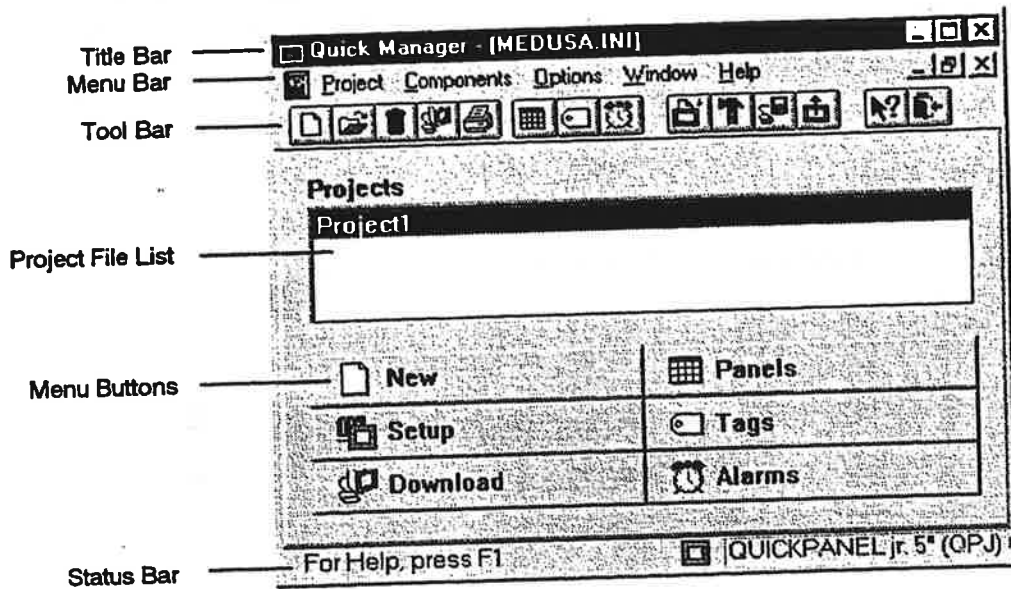 Title Bar
Quick Manager - [MEDUSA.INI]
Menu Bar
Project Components Options Window Help
Tool Bar
Projects
Project1
Project File List
Menu Buttons
New
Panels
Setup
Tags
Download
Alarms
Status Bar
For Help, press F1
QUICKPANEL jr. 5" (QPJ)